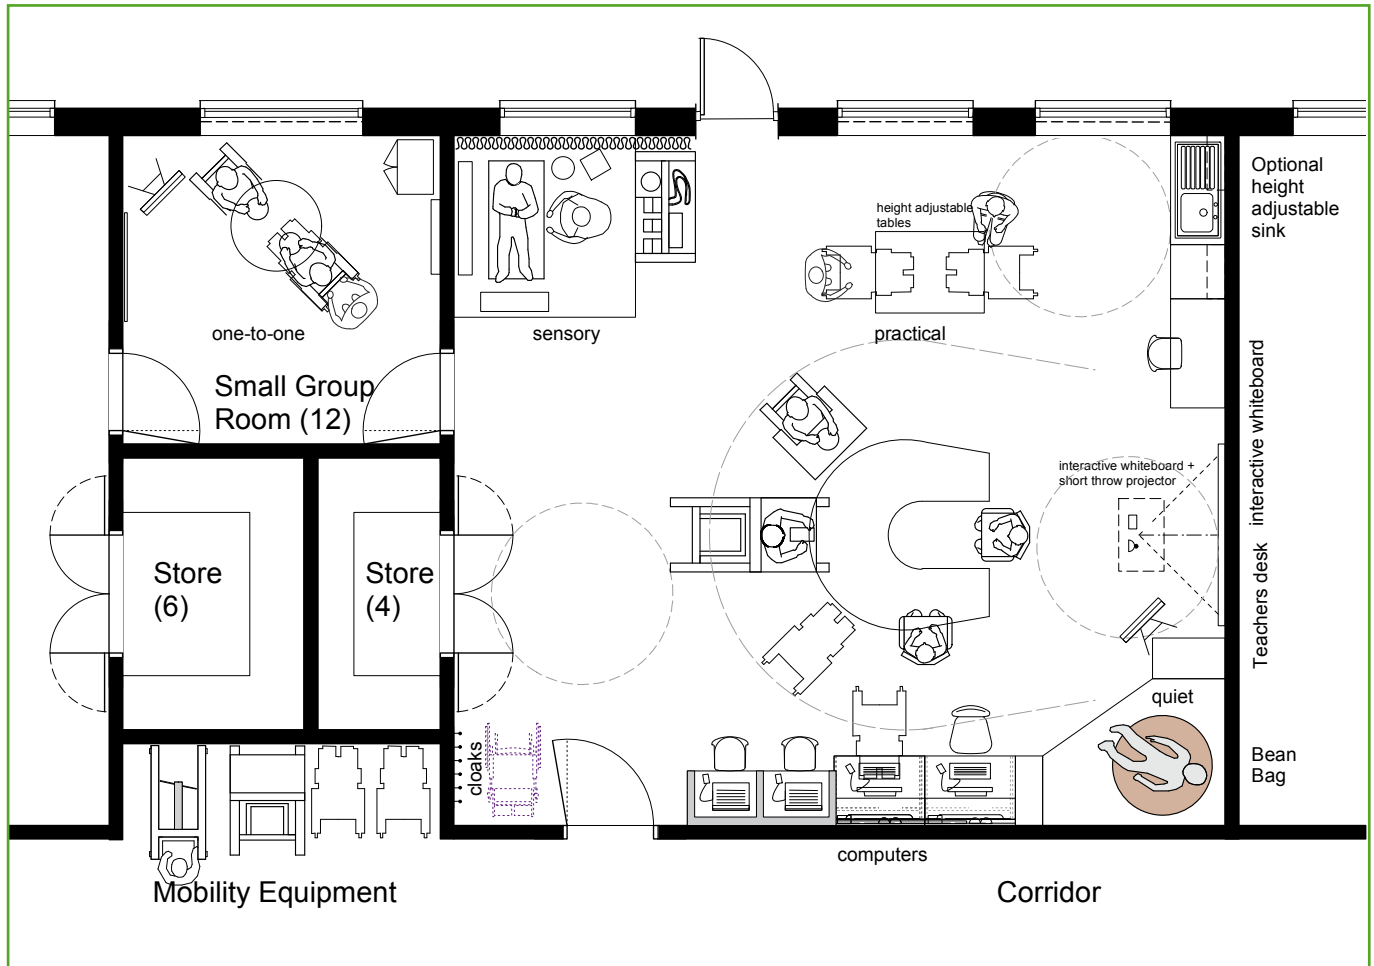 Optional
height
adjustable
sink
height adjustable
tables
one-to-one
sensory
practical
Small Group
Room (12)
interactive whiteboard
interactive whiteboard +
short throw projector
Store
(6)
Store
(4)
Teachers desk
quiet
cloaks
Bean
Bag
computers
Mobility Equipment
Corridor